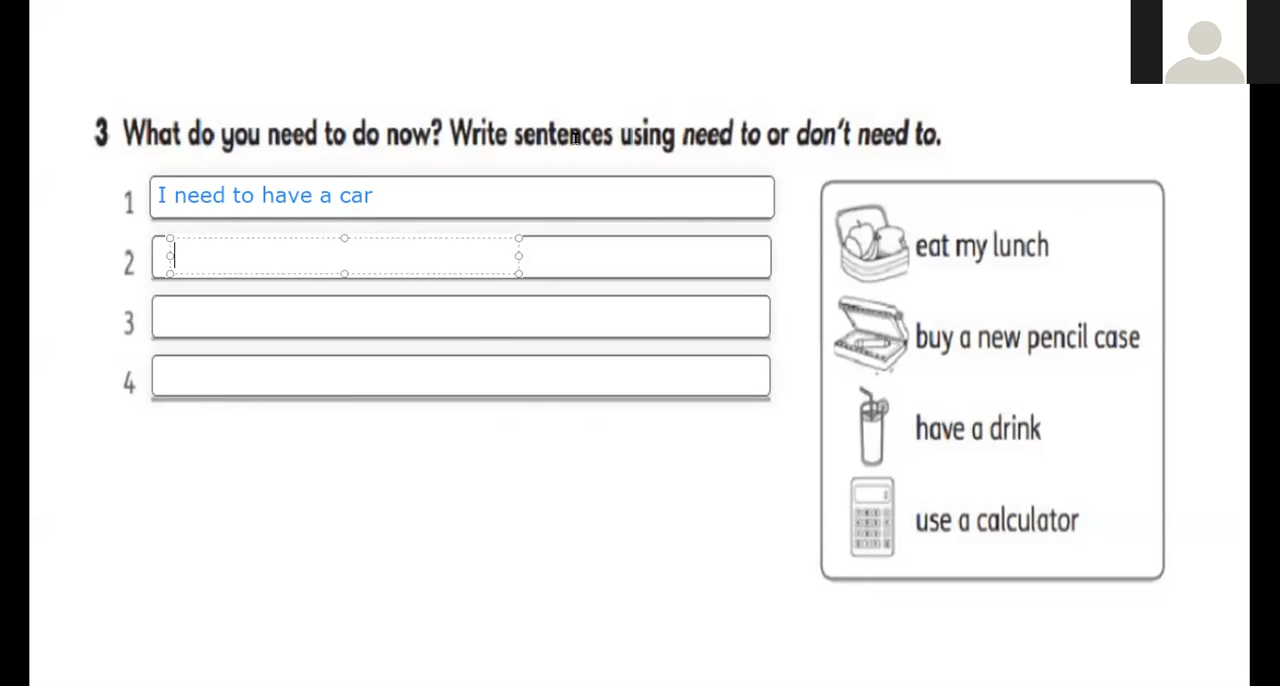 3 What do you need to do now? Write sentences using need to or don't need to.
1 I need to have a car
2
3
4
eat my lunch
buy a new pencil case
have a drink
use a calculator